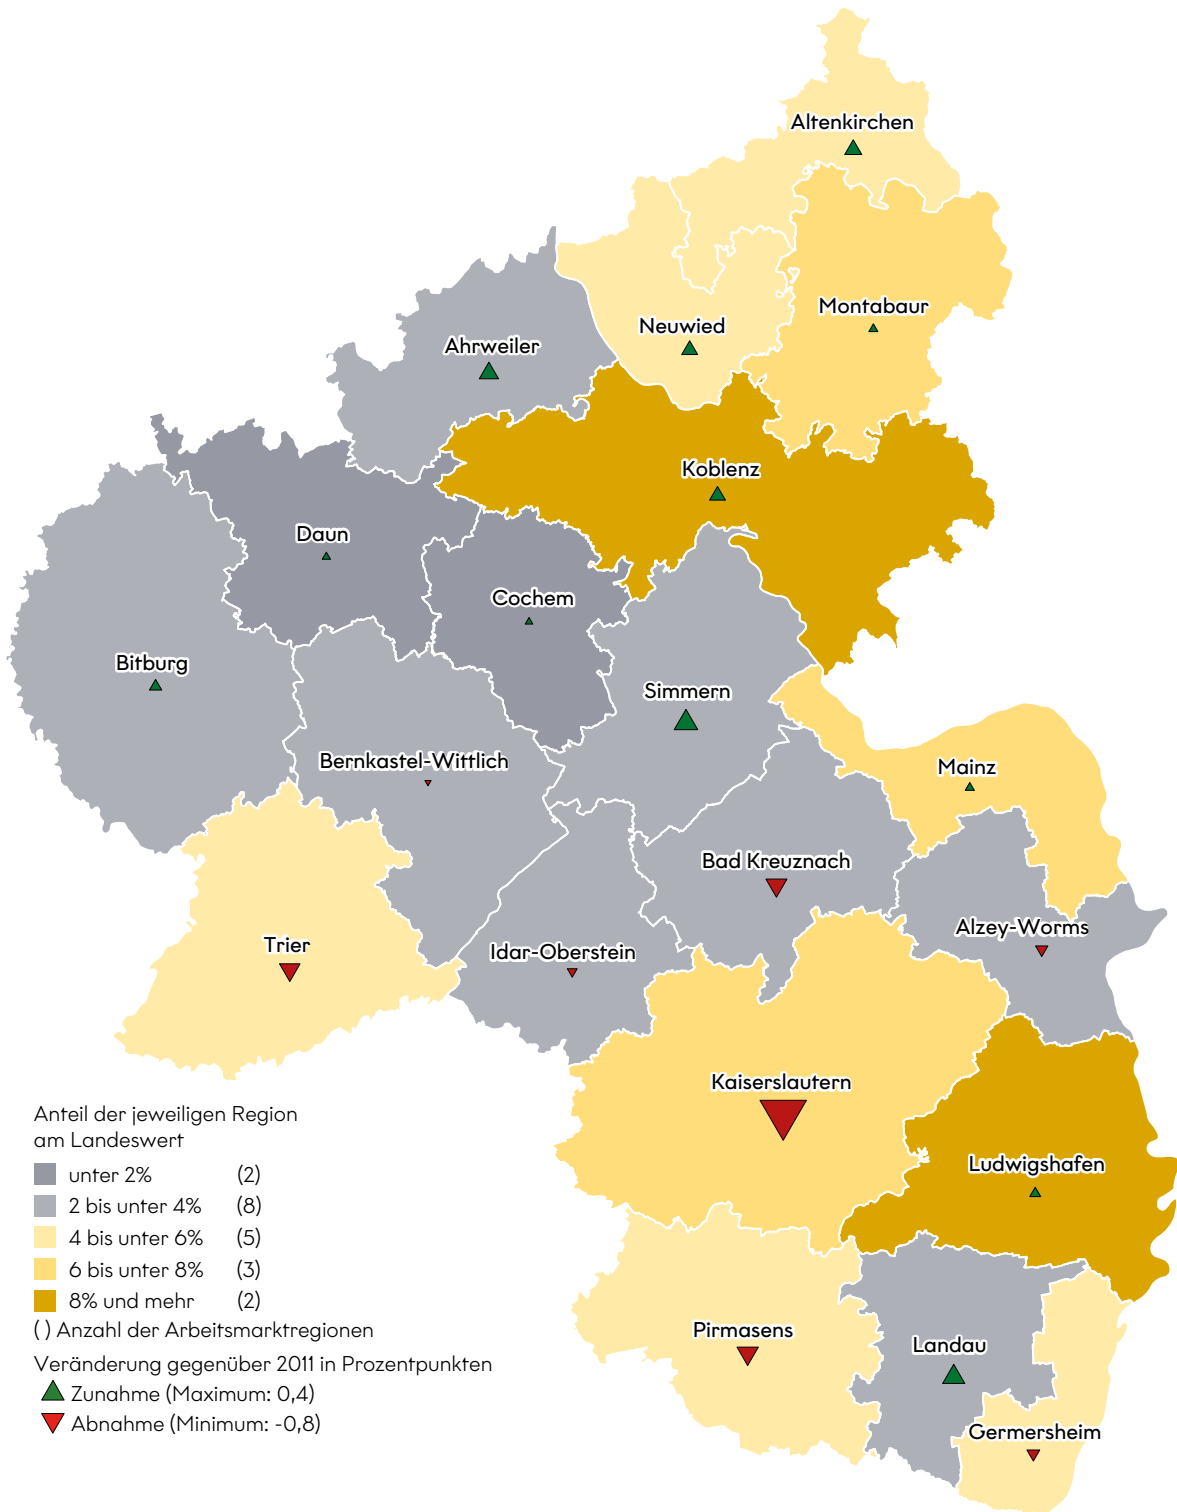 Altenkirchen
Montabaur
Neuwied
Ahrweiler
Koblenz
Daun
Cochem
Bitburg
Simmern
Bernkastel-Wittlich
Mainz
Bad Kreuznach
Alzey-Worms
Trier
Idar-Oberstein
Kaiserslautern
Ludwigshafen
Pirmasens
Landau
Germersheim
Anteil der jeweiligen Region
am Landeswert
unter 2% (2)
2 bis unter 4% (8)
4 bis unter 6% (5)
6 bis unter 8% (3)
8% und mehr (2)
( ) Anzahl der Arbeitsmarktregionen
Veränderung gegenüber 2011 in Prozentpunkten
Zunahme (Maximum: 0,4)
Abnahme (Minimum: -0,8)